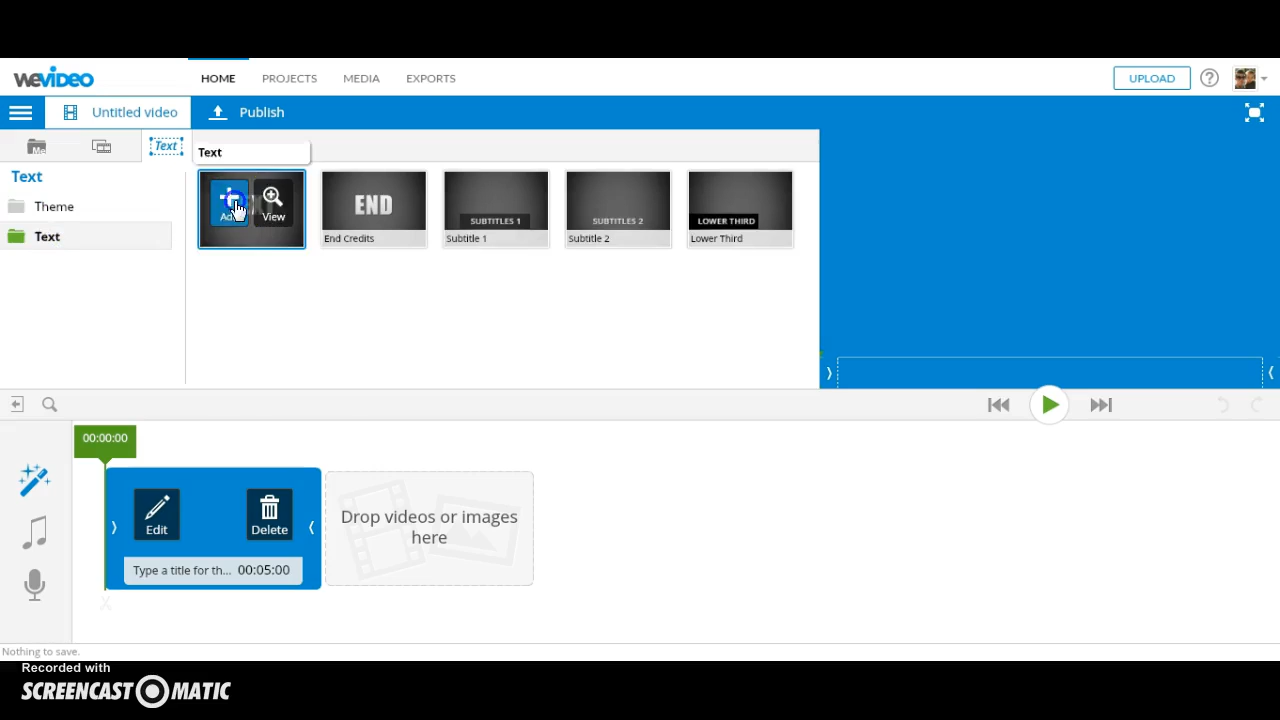 wevideo
HOME
PROJECTS
MEDIA
EXPORTS
UPLOAD
?
Untitled video
Publish
Me
Text
Text
Text
Theme
Text
View
END
End Credits
SUBTITLES 1
Subtitle 1
SUBTITLES 2
Subtitle 2
LOWER THIRD
Lower Third
00:00:00
Edit
Delete
Type a title for th... 00:05:00
Drop videos or images
here
X
Nothing to save.
Recorded with
SCREENCAST MATIC